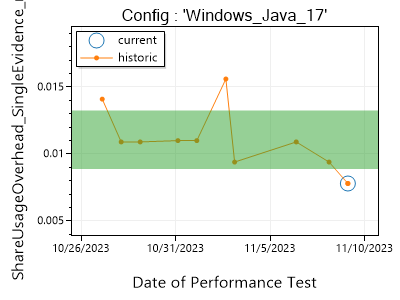 Config : 'Windows_Java_17'
current
historic
ShareUsageOverhead_SingleEvidence_
0.015
0.01
0.005
10/26/2023
10/31/2023
11/5/2023
11/10/2023
Date of Performance Test